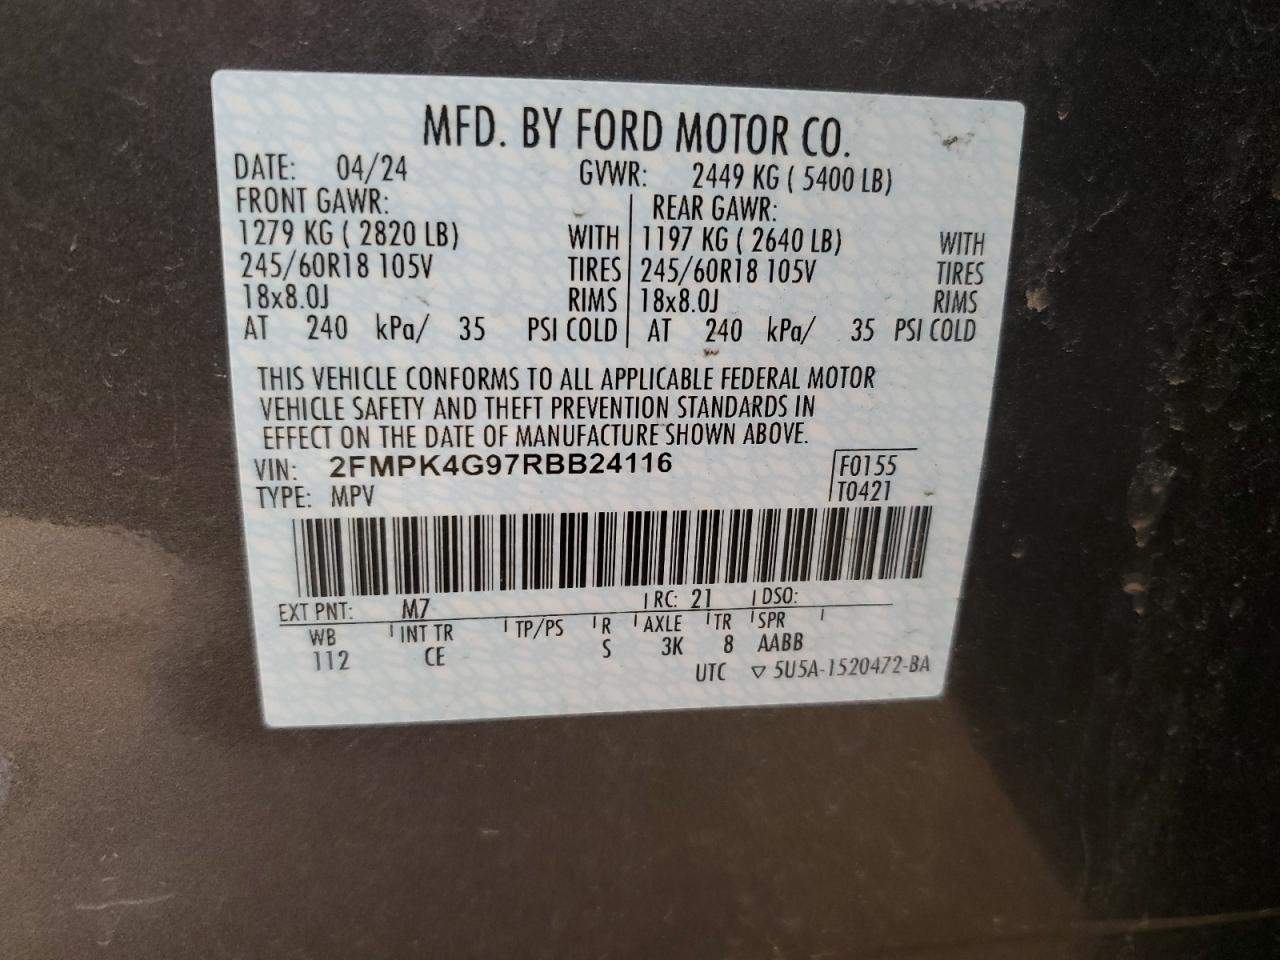 MFD. BY FORD MOTOR CO.
DATE: 04/24 GVWR: 2449 KG ( 5400 LB)
FRONT GAWR: REAR GAWR:
1279 KG ( 2820 LB) WITH 1197 KG ( 2640 LB) WITH
245/60R18 105V TIRES 245/60R18 105V TIRES
18x8.0J RIMS 18x8.0J RIMS
AT 240 kPa/ 35 PSI COLD AT 240 kPa/ 35 PSI COLD
THIS VEHICLE CONFORMS TO ALL APPLICABLE FEDERAL MOTOR
VEHICLE SAFETY AND THEFT PREVENTION STANDARDS IN
EFFECT ON THE DATE OF MANUFACTURE SHOWN ABOVE.
VIN: 2FMPK4G97RBB24116 F0155
TYPE: MPV T0421
EXT PNT: M7 RC: 21 DSO:
WB INT TR TP/PS R AXLE TR SPR
112 CE S 3K 8 AABB
UTC ▽ 5U5A-1520472-BA